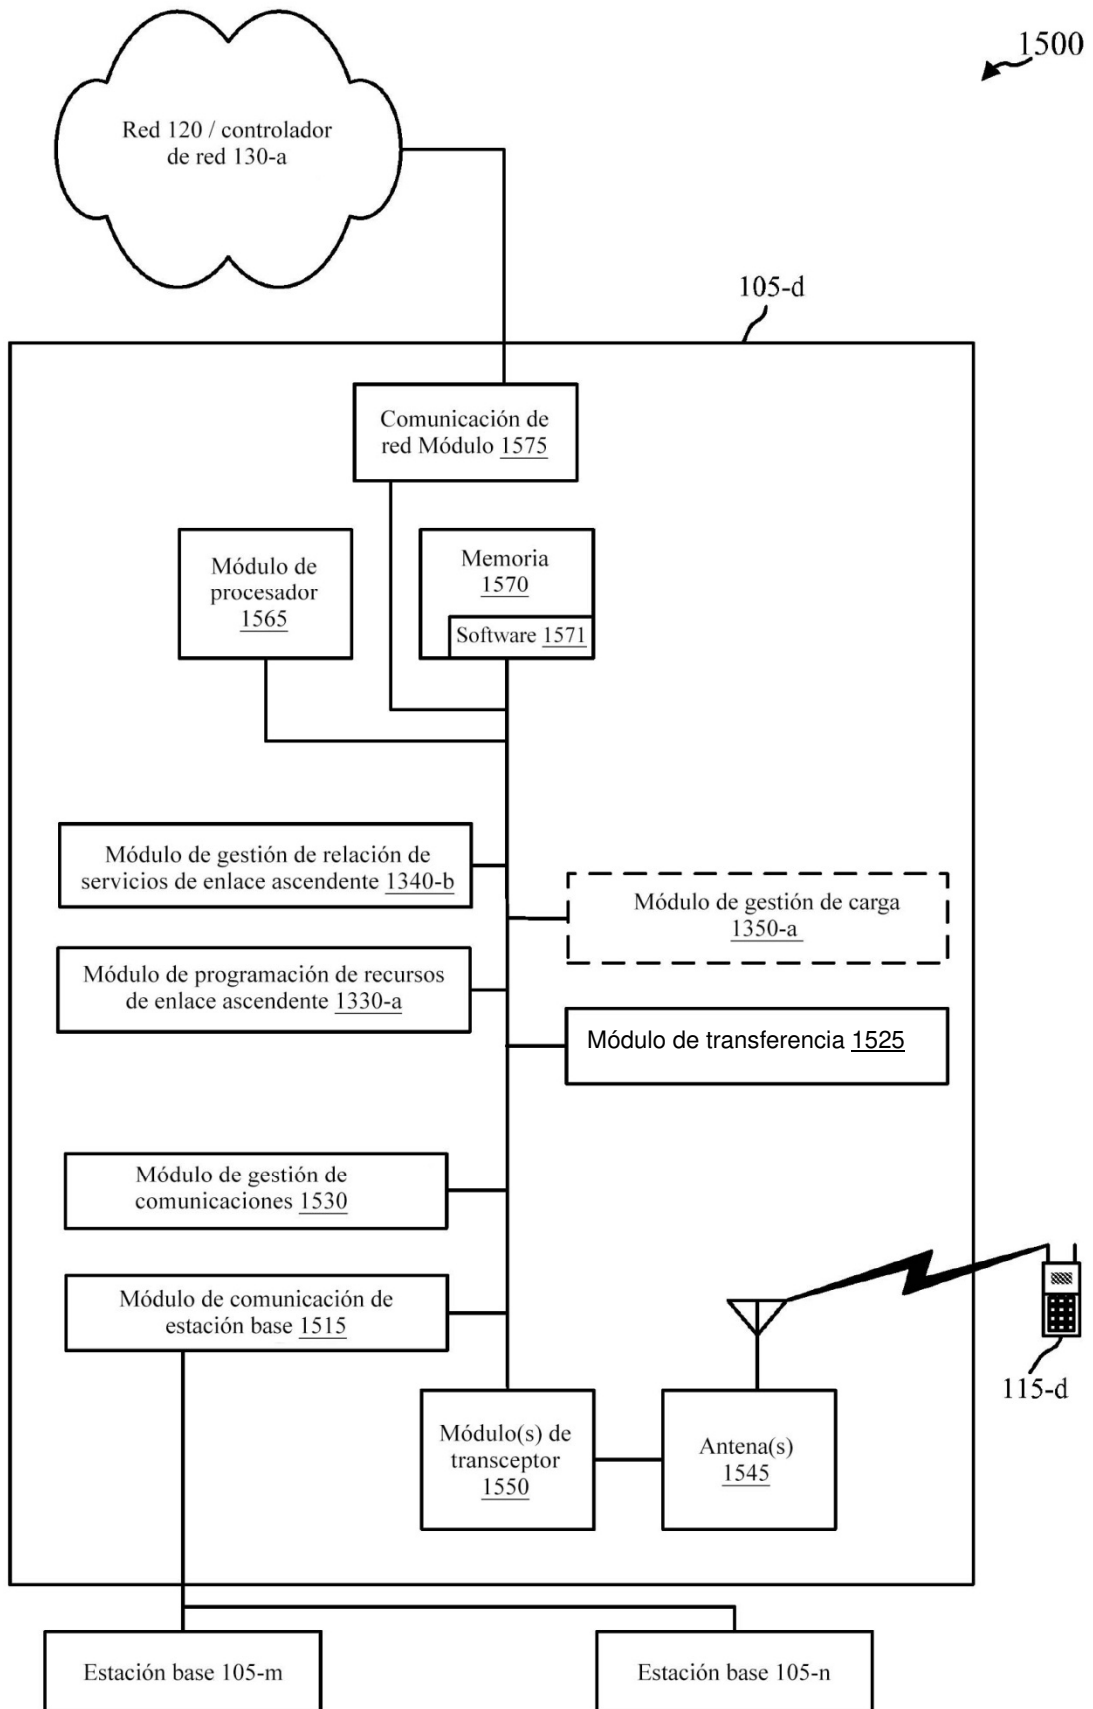 1500
Red 120 / controlador
de red 130-a
105-d
Comunicación de
red Módulo 1575
Módulo de
procesador
1565
Memoria
1570
Software 1571
Módulo de gestión de relación de
servicios de enlace ascendente 1340-b
Módulo de gestión de carga
1350-a
Módulo de programación de recursos
de enlace ascendente 1330-a
Módulo de transferencia 1525
Módulo de gestión de
comunicaciones 1530
Módulo de comunicación de
estación base 1515
115-d
Módulo(s) de
transceptor
1550
Antena(s)
1545
Estación base 105-m
Estación base 105-n